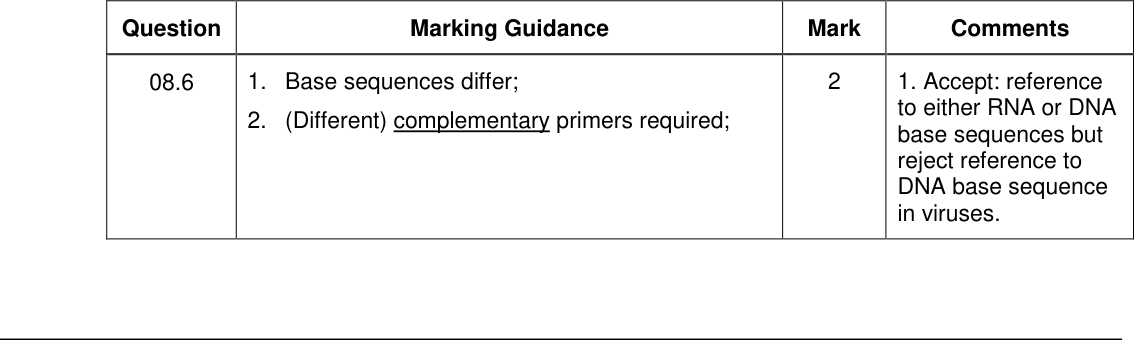 Question Marking Guidance Mark Comments
08.6
1. Base sequences differ;
2. (Different) complementary primers required;
2
1. Accept: reference
to either RNA or DNA
base sequences but
reject reference to
DNA base sequence
in viruses.